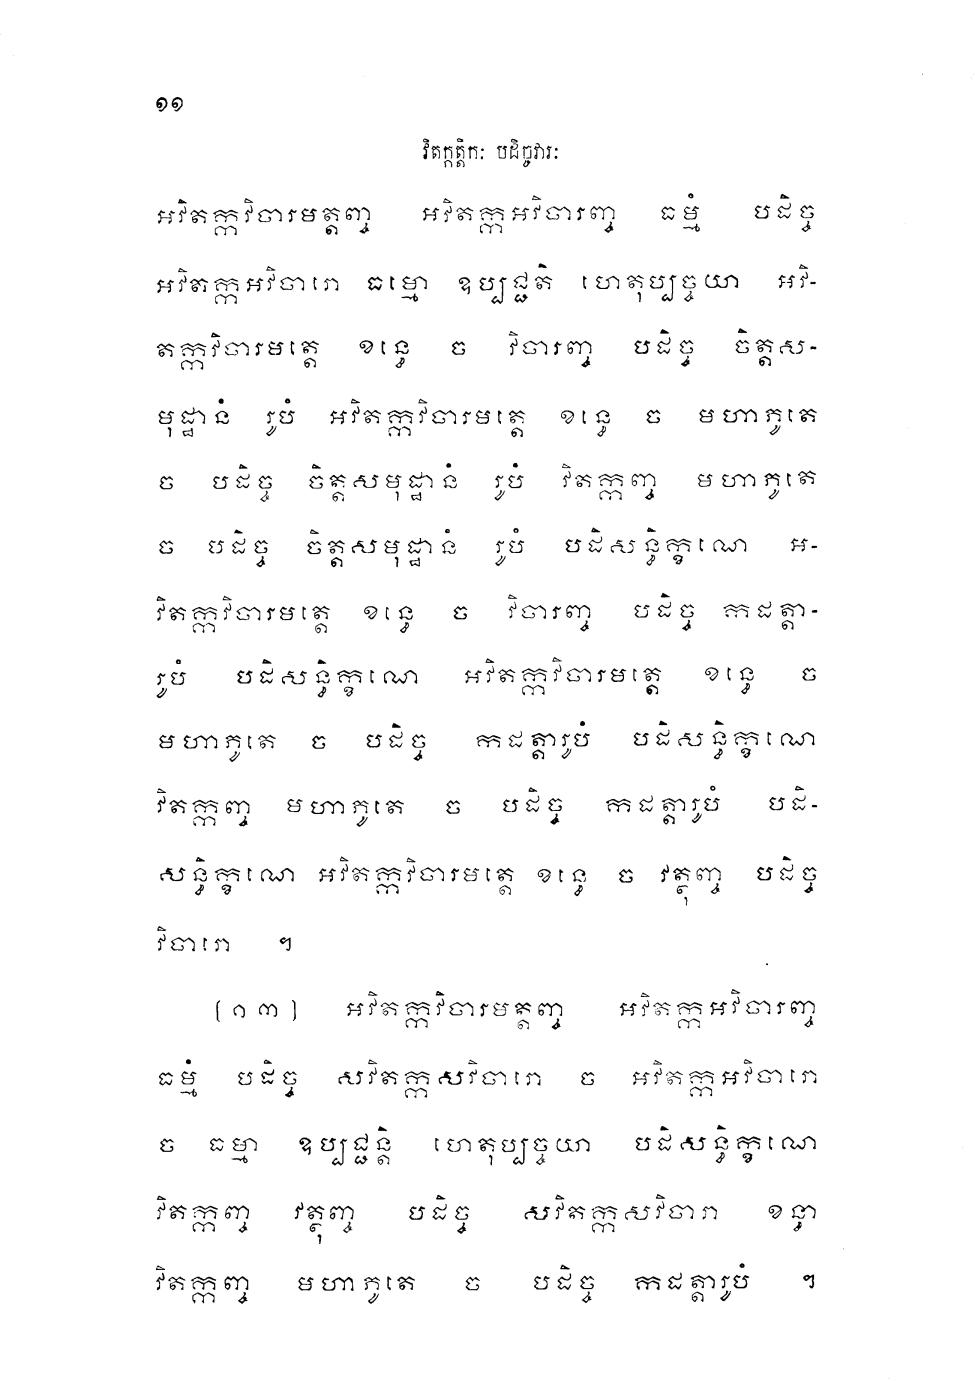 ១១
វិតក្កត្តិកៈ បដិច្ចវារៈ
អវិតក្កវិចារមត្តញ្ច អវិតក្កអវិចារញ្ច ធម្មំ បដិច្ច
អវិតក្កអវិចារោ ធម្មោ ឧប្បជ្ជតិ ហេតុប្បច្ចយា អវិ-
តក្កវិចារមត្តេ ខន្ធេ ច វិចារញ្ច បដិច្ច ចិត្តស-
មុដ្ឋានំ រូបំ អវិតក្កវិចារមត្តេ ខន្ធេ ច មហាភូតេ
ច បដិច្ច ចិត្តសមុដ្ឋានំ រូបំ វិតក្កញ្ច មហាភូតេ
ច បដិច្ច ចិត្តសមុដ្ឋានំ រូបំ បដិសន្ធិក្ខណេ អ-
វិតក្កវិចារមត្តេ ខន្ធេ ច វិចារញ្ច បដិច្ច កដត្តា-
រូបំ បដិសន្ធិក្ខណេ អវិតក្កវិចារមត្តេ ខន្ធេ ច
មហាភូតេ ច បដិច្ច កដត្តារូបំ បដិសន្ធិក្ខណេ
វិតក្កញ្ច មហាភូតេ ច បដិច្ច កដត្តារូបំ បដិ-
សន្ធិក្ខណេ អវិតក្កវិចារមត្តេ ខន្ធេ ច វត្ថុញ្ច បដិច្ច
វិចារោ ៗ
(១៣) អវិតក្កវិចារមត្តញ្ច អវិតក្កអវិចារញ្ច
ធម្មំ បដិច្ច សវិតក្កសវិចារោ ច អវិតក្កអវិចារោ
ច ធម្មា ឧប្បជ្ជន្តិ ហេតុប្បច្ចយា បដិសន្ធិក្ខណេ
វិតក្កញ្ច វត្ថុញ្ច បដិច្ច សវិតក្កសវិចារា ខន្ធា
វិតក្កញ្ច មហាភូតេ ច បដិច្ច កដត្តារូបំ ៗ